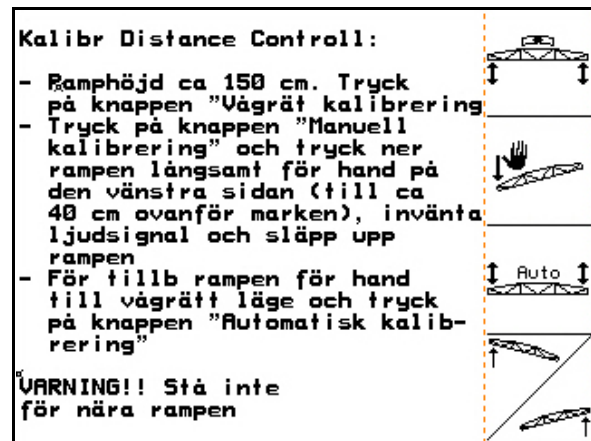 Kalibr Distance Controll:
- Ramphöjd ca 150 cm. Tryck
på knappen "Vågrät kalibrering
- Tryck på knappen "Manuell
kalibrering" och tryck ner
rampen långsamt för hand på
den vänstra sidan (till ca
40 cm ovanför marken), invänta
ljudsignal och släpp upp
rampen
- För tillb rampen för hand
till vågrätt läge och tryck
på knappen "Automatisk kalib-
rering"
VARNING!! Stå inte
för nära rampen
Auto